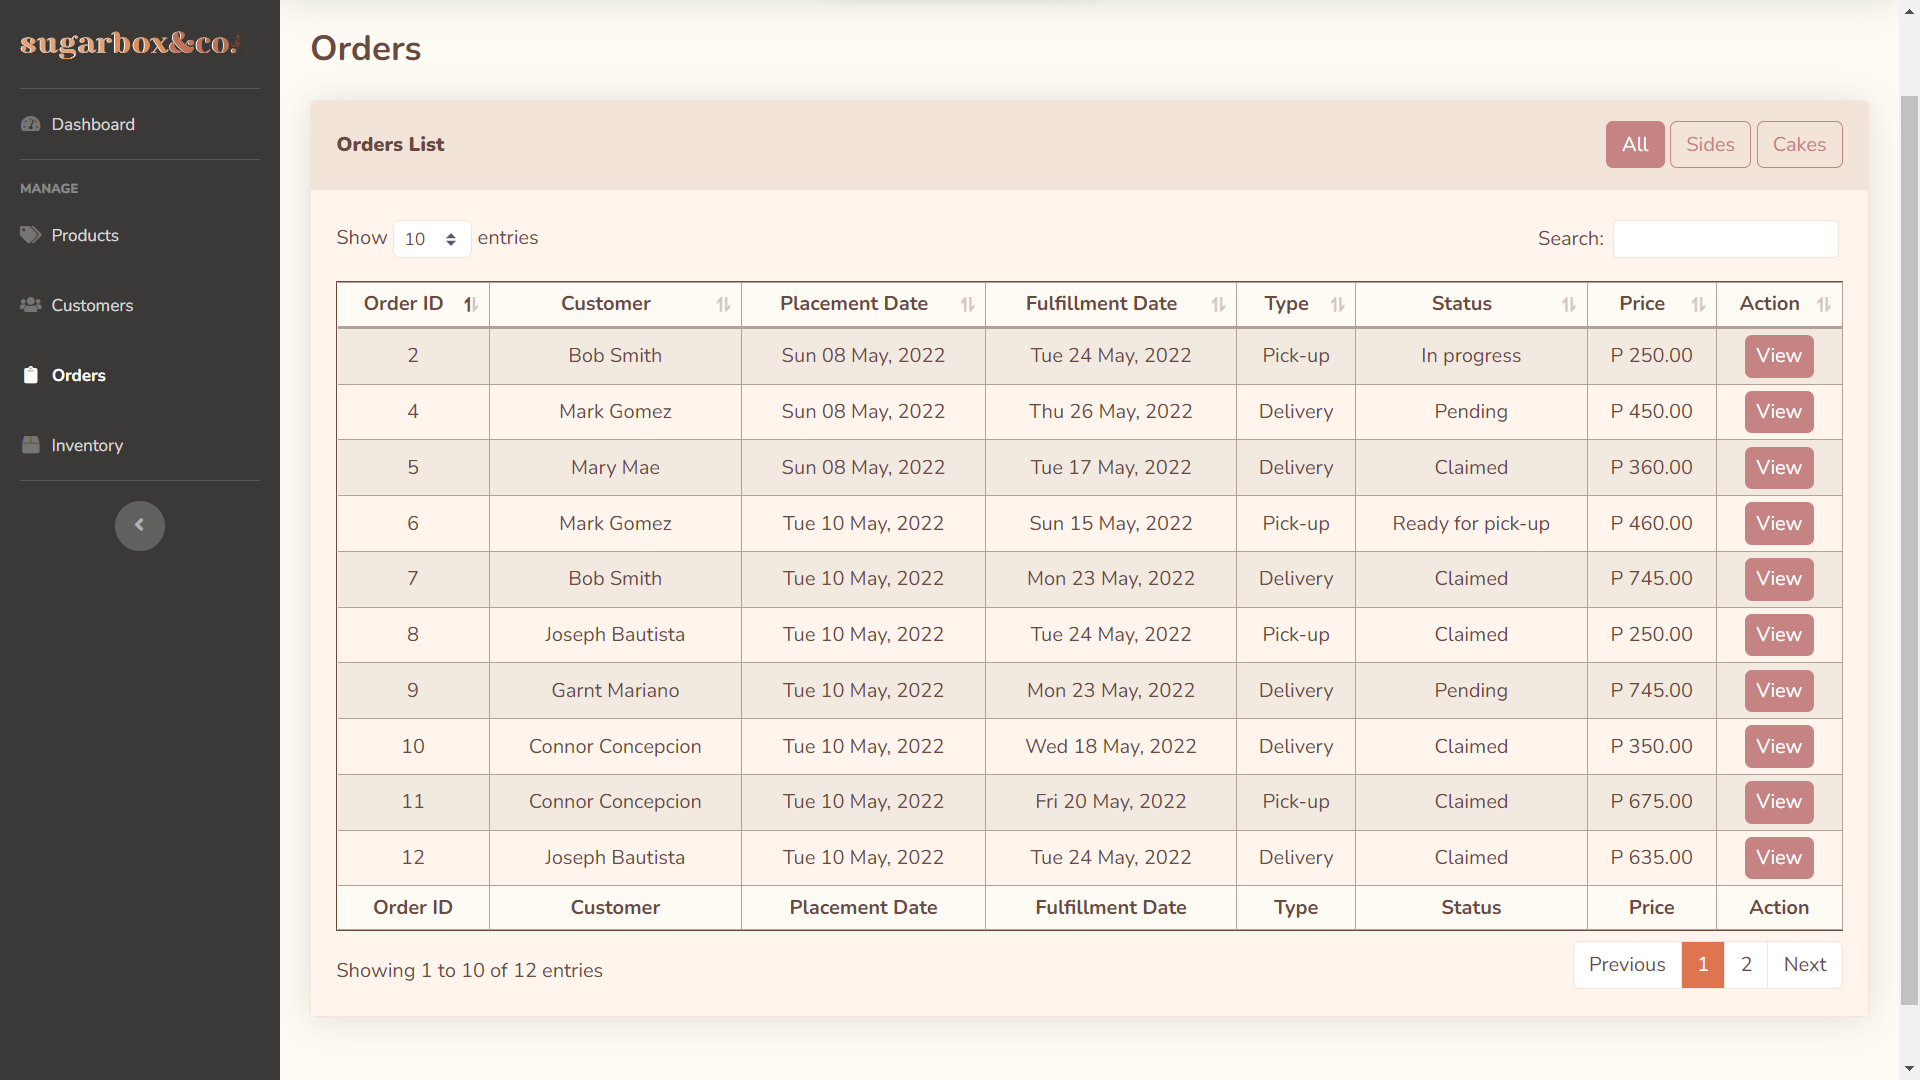 sugarbox&co.
Dashboard
MANAGE
Products
Customers
Orders
Inventory
Orders
Orders List
All Sides Cakes
Show 10 entries Search:
Order ID Customer Placement Date Fulfillment Date Type Status Price Action
2 Bob Smith Sun 08 May, 2022 Tue 24 May, 2022 Pick-up In progress P 250.00 View
4 Mark Gomez Sun 08 May, 2022 Thu 26 May, 2022 Delivery Pending P 450.00 View
5 Mary Mae Sun 08 May, 2022 Tue 17 May, 2022 Delivery Claimed P 360.00 View
6 Mark Gomez Tue 10 May, 2022 Sun 15 May, 2022 Pick-up Ready for pick-up P 460.00 View
7 Bob Smith Tue 10 May, 2022 Mon 23 May, 2022 Delivery Claimed P 745.00 View
8 Joseph Bautista Tue 10 May, 2022 Tue 24 May, 2022 Pick-up Claimed P 250.00 View
9 Garnt Mariano Tue 10 May, 2022 Mon 23 May, 2022 Delivery Pending P 745.00 View
10 Connor Concepcion Tue 10 May, 2022 Wed 18 May, 2022 Delivery Claimed P 350.00 View
11 Connor Concepcion Tue 10 May, 2022 Fri 20 May, 2022 Pick-up Claimed P 675.00 View
12 Joseph Bautista Tue 10 May, 2022 Tue 24 May, 2022 Delivery Claimed P 635.00 View
Order ID Customer Placement Date Fulfillment Date Type Status Price Action
Showing 1 to 10 of 12 entries Previous 1 2 Next